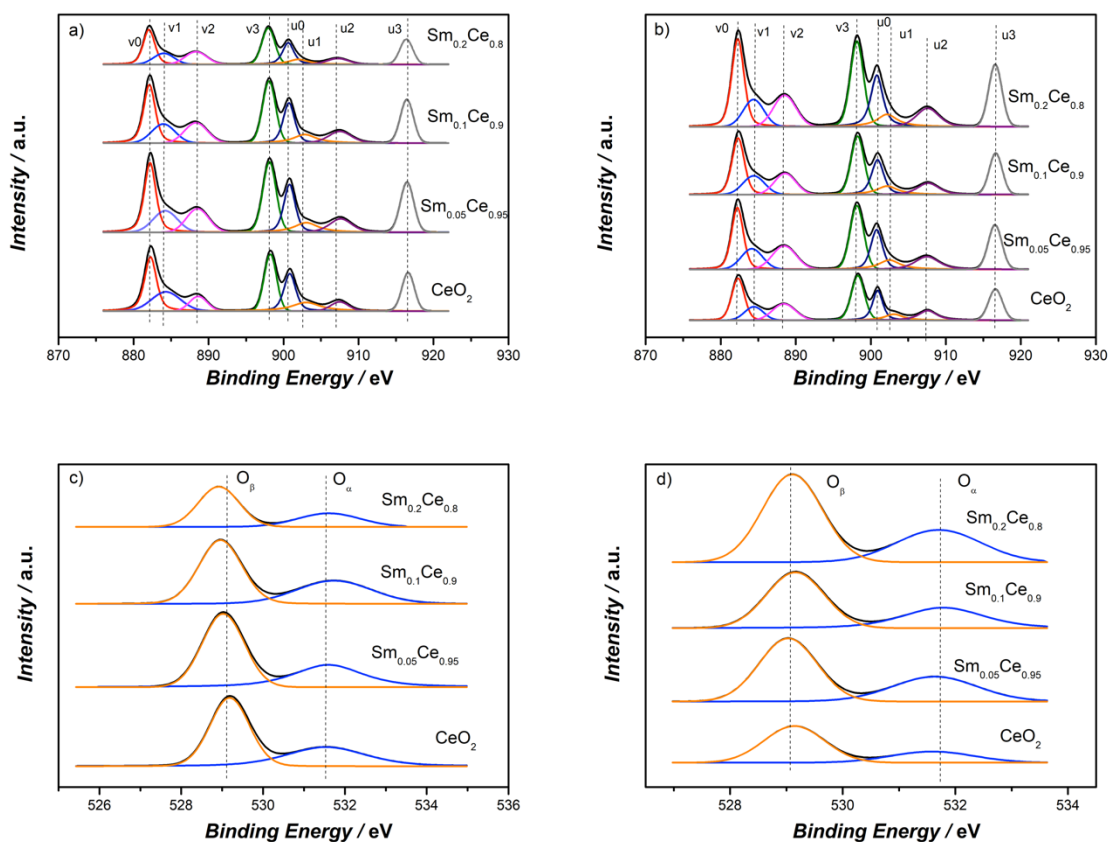 a)
v0 v1 v2 v3 u0 u1 u2 u3
Sm0.2Ce0.8
Sm0.1Ce0.9
Sm0.05Ce0.95
CeO2
Intensity / a.u.
870 880 890 900 910 920 930
Binding Energy / eV
b)
v0 v1 v2 v3 u0 u1 u2 u3
Sm0.2Ce0.8
Sm0.1Ce0.9
Sm0.05Ce0.95
CeO2
Intensity / a.u.
870 880 890 900 910 920 930
Binding Energy / eV
c)
Oβ Oα
Sm0.2Ce0.8
Sm0.1Ce0.9
Sm0.05Ce0.95
CeO2
Intensity / a.u.
526 528 530 532 534 536
Binding Energy / eV
d)
Oβ Oα
Sm0.2Ce0.8
Sm0.1Ce0.9
Sm0.05Ce0.95
CeO2
Intensity / a.u.
528 530 532 534
Binding Energy / eV